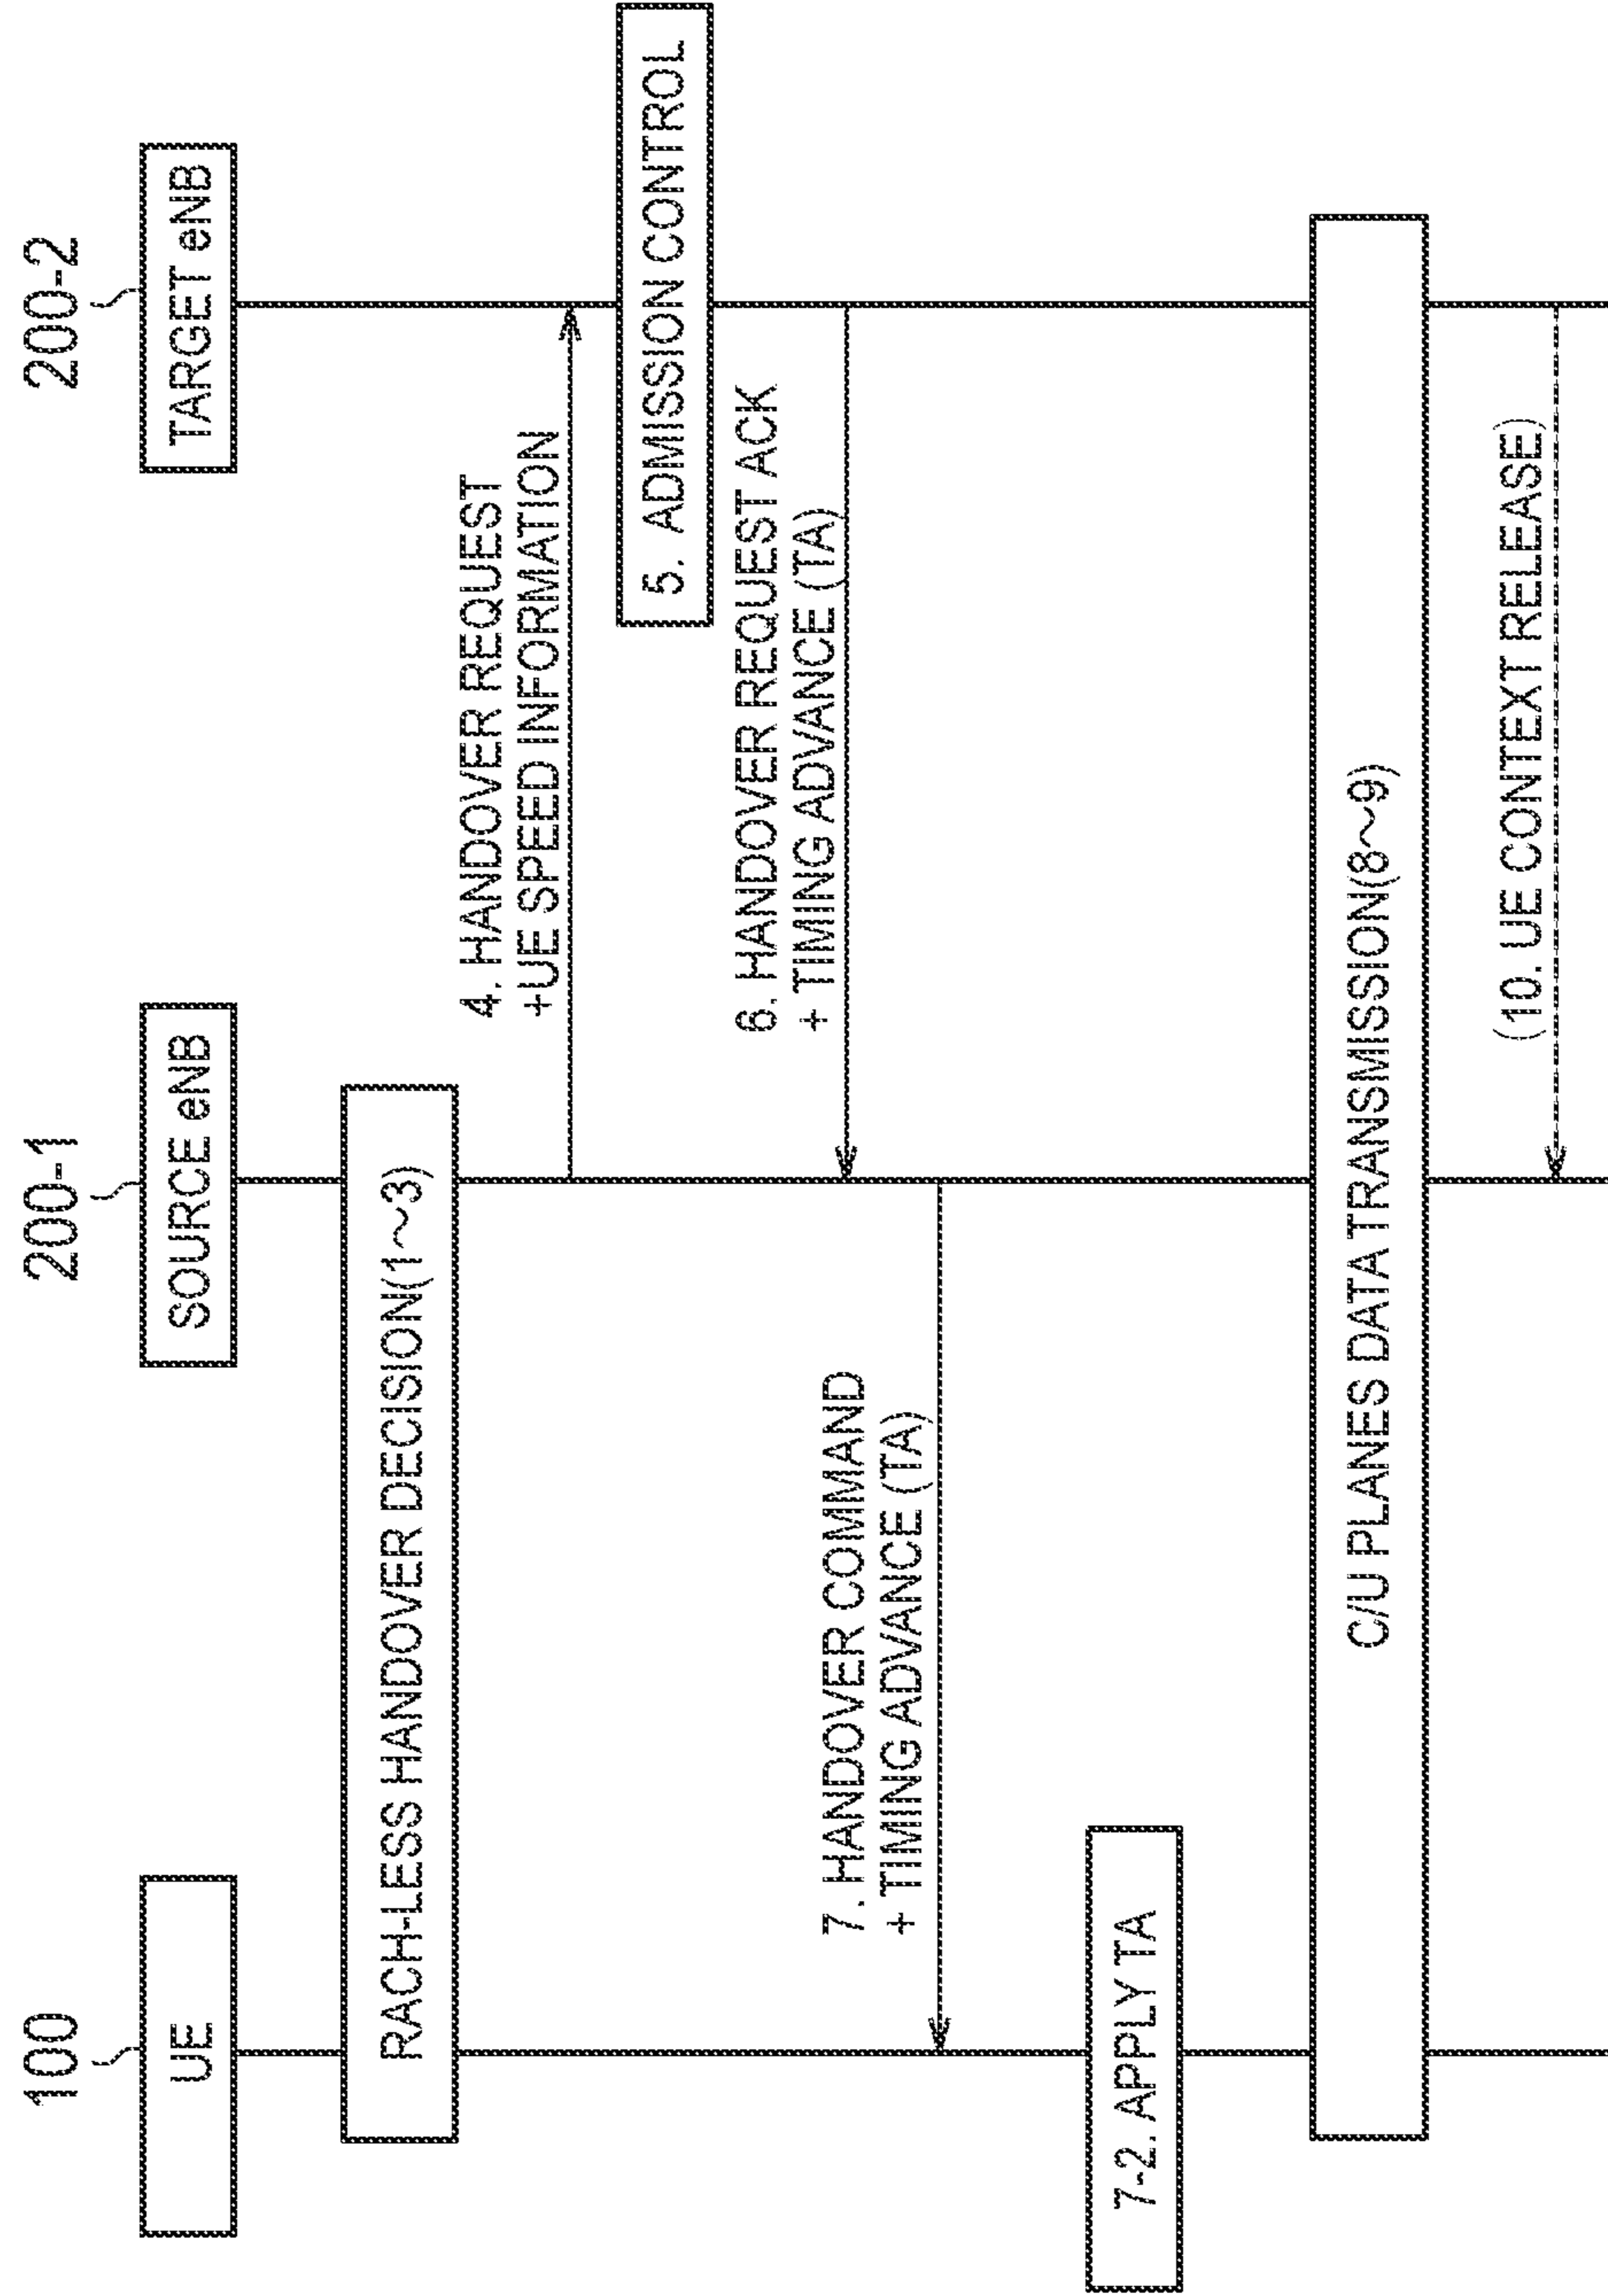 100
200-1
200-2
UE
SOURCE eNB
TARGET eNB
RACH-LESS HANDOVER DECISION(1～3)
4. HANDOVER REQUEST
+UE SPEED INFORMATION
5. ADMISSION CONTROL
6. HANDOVER REQUEST ACK
+ TIMING ADVANCE (TA)
7. HANDOVER COMMAND
+ TIMING ADVANCE (TA)
7-2. APPLY TA
C/U PLANES DATA TRANSMISSION(8～9)
(10. UE CONTEXT RELEASE)